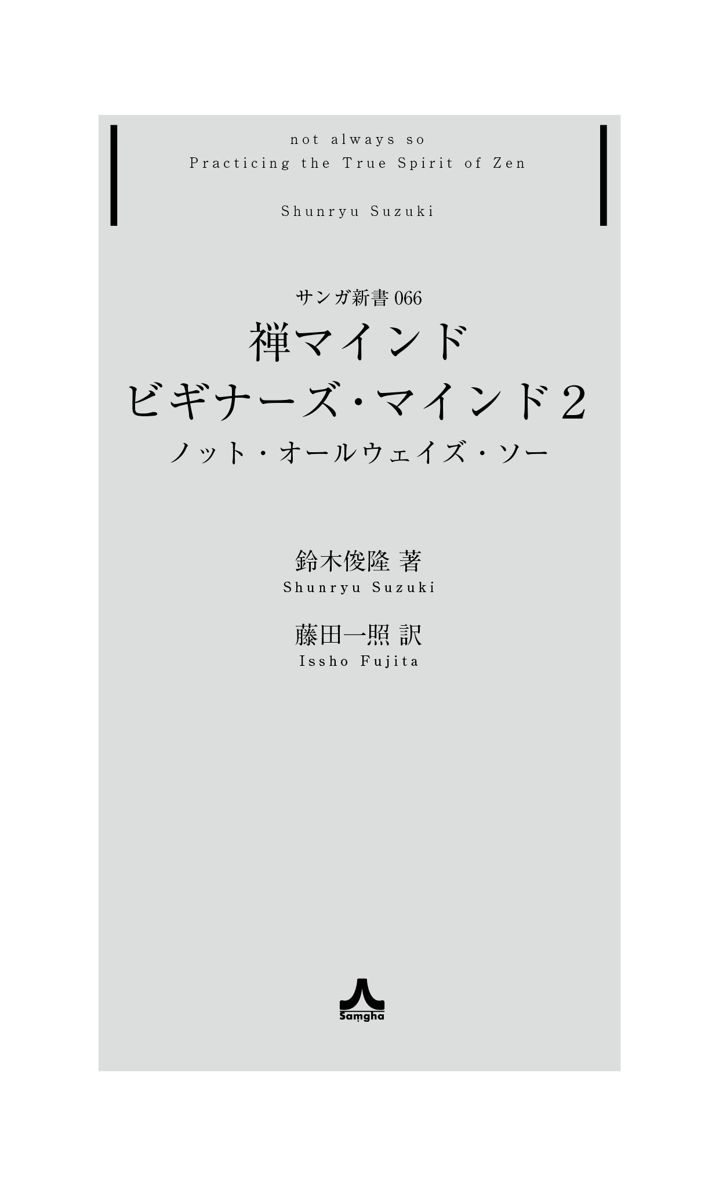 not always so
Practicing the True Spirit of Zen
Shunryu Suzuki
サンガ新書 066
禅マインド
ビギナーズ・マインド2
ノット・オールウェイズ・ソー
鈴木俊隆 著
Shunryu Suzuki
藤田一照 訳
Issho Fujita
Saṃgha